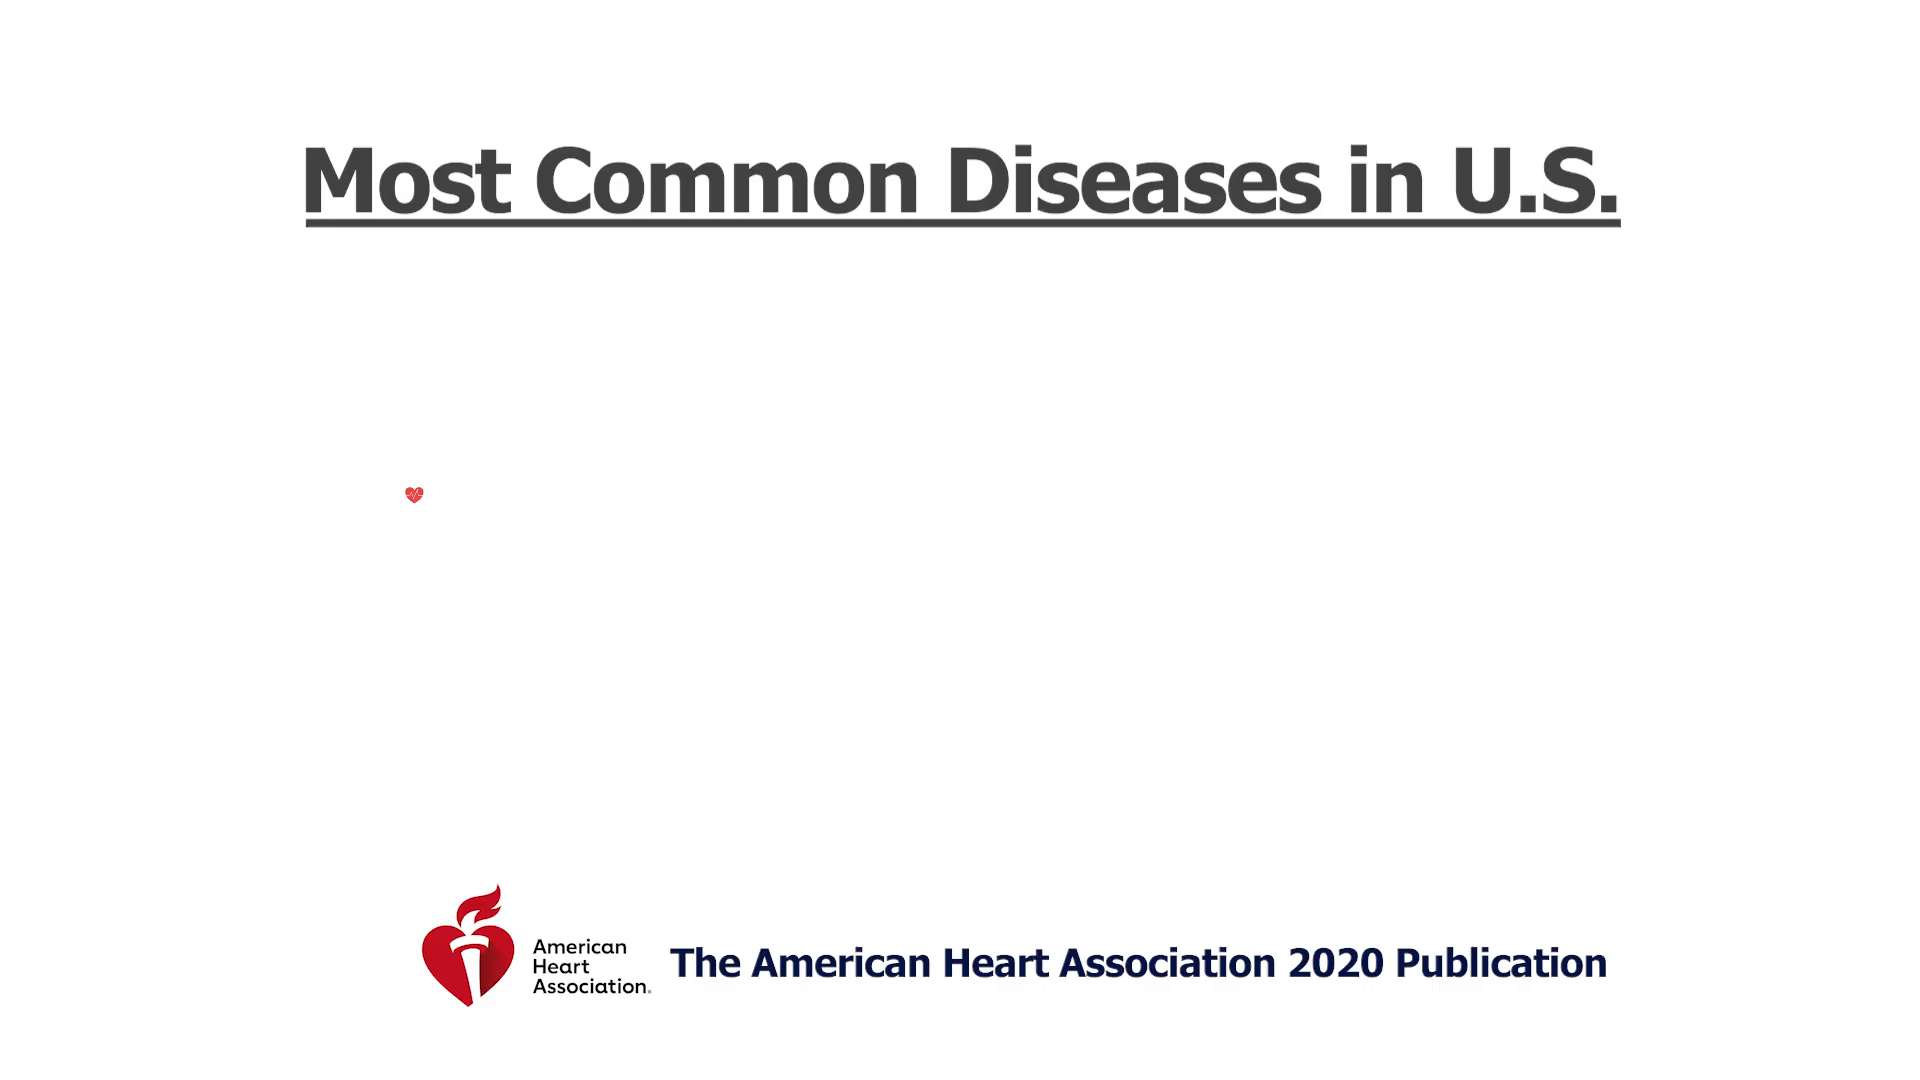 Most Common Diseases in U.S.
American
Heart
Association.
The American Heart Association 2020 Publication